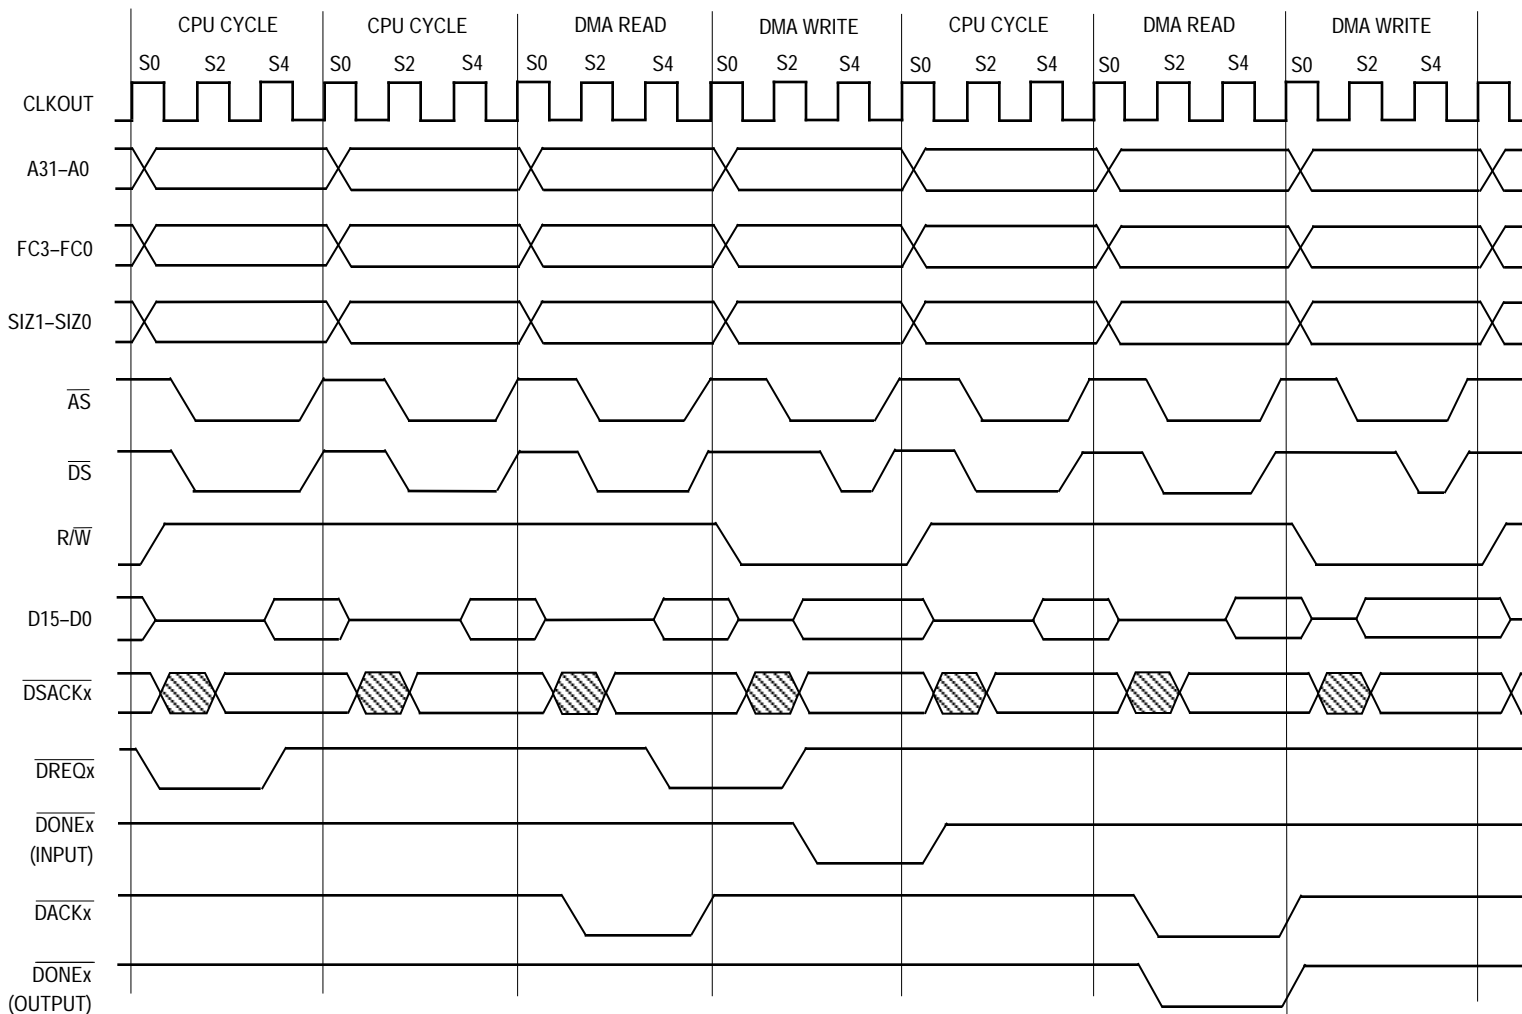 CPU CYCLE CPU CYCLE DMA READ DMA WRITE CPU CYCLE DMA READ DMA WRITE
S0 S2 S4 S0 S2 S4 S0 S2 S4 S0 S2 S4 S0 S2 S4 S0 S2 S4 S0 S2 S4
CLKOUT
A31–A0
FC3–FC0
SIZ1–SIZ0
AS
DS
R/W
D15–D0
DSACKx
DREQx
DONEx
(INPUT)
DACKx
DONEx
(OUTPUT)